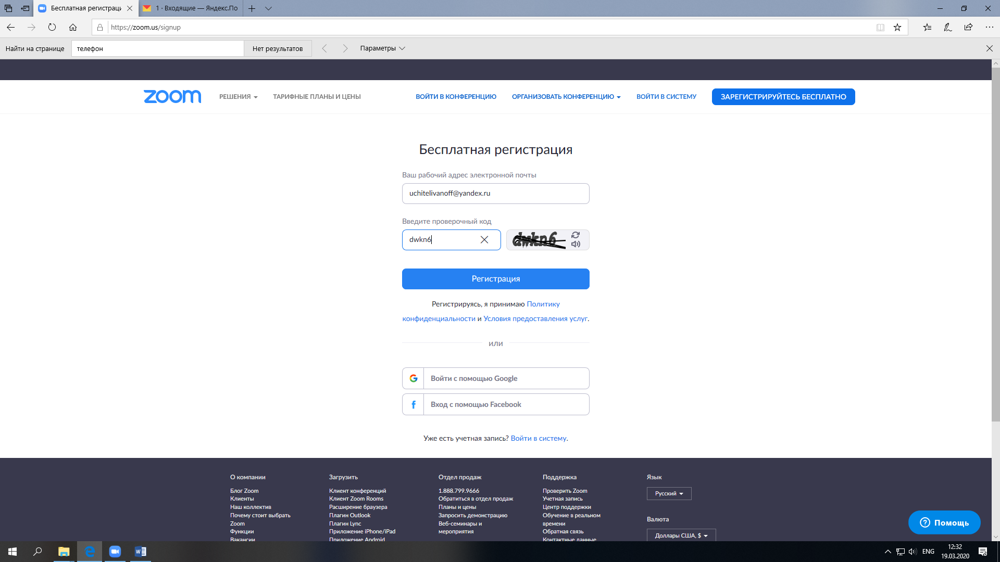 Бесплатная регистраци
1 · Входящие — Яндекс.По
https://zoom.us/signup
Найти на странице
телефон
Нет результатов
Параметры
zoom
РЕШЕНИЯ
ТАРИФНЫЕ ПЛАНЫ И ЦЕНЫ
ВОЙТИ В КОНФЕРЕНЦИЮ
ОРГАНИЗОВАТЬ КОНФЕРЕНЦИЮ
ВОЙТИ В СИСТЕМУ
ЗАРЕГИСТРИРУЙТЕСЬ БЕСПЛАТНО
Бесплатная регистрация
Ваш рабочий адрес электронной почты
uchitelivanoff@yandex.ru
Введите проверочный код
dwkn6
dwkn6
Регистрация
Регистрируясь, я принимаю Политику
конфиденциальности и Условия предоставления услуг.
или
Войти с помощью Google
Вход с помощью Facebook
Уже есть учетная запись? Войти в систему.
О компании
Блог Zoom
Клиенты
Наш коллектив
Почему стоит выбрать
Zoom
Функции
Вакансии
Загрузить
Клиент конференций
Клиент Zoom Rooms
Расширение браузера
Плагин Outlook
Плагин Lync
Приложение iPhone/iPad
Приложение Android
Отдел продаж
1.888.799.9666
Обратиться в отдел продаж
Планы и цены
Запросить демонстрацию
Веб-семинары и
мероприятия
Поддержка
Проверить Zoom
Учетная запись
Центр поддержки
Обучение в реальном
времени
Обратная связь
Контактные данные
Язык
Русский
Валюта
Доллары США, $
Помощь
ENG
12:32
19.03.2020